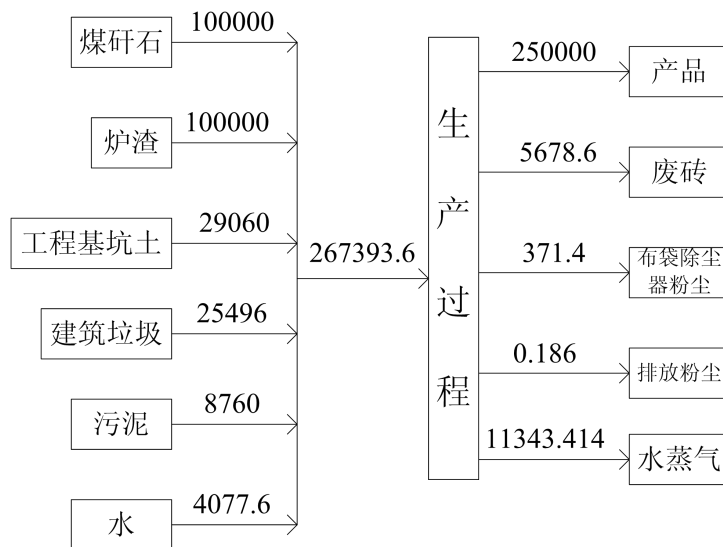 煤矸石
100000
炉渣
100000
工程基坑土
29060
建筑垃圾
25496
污泥
8760
水
4077.6
267393.6
生产过程
250000
产品
5678.6
废砖
371.4
布袋除尘
器粉尘
0.186
排放粉尘
11343.414
水蒸气